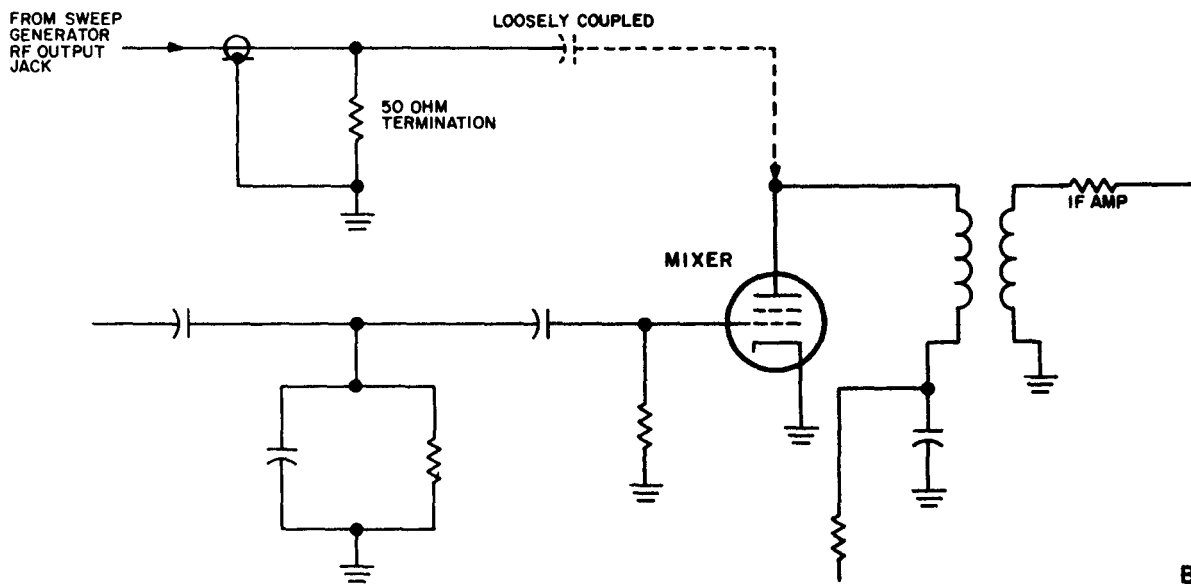 FROM SWEEP
GENERATOR
RF OUTPUT
JACK
LOOSELY COUPLED
50 OHM
TERMINATION
IF AMP
MIXER
B